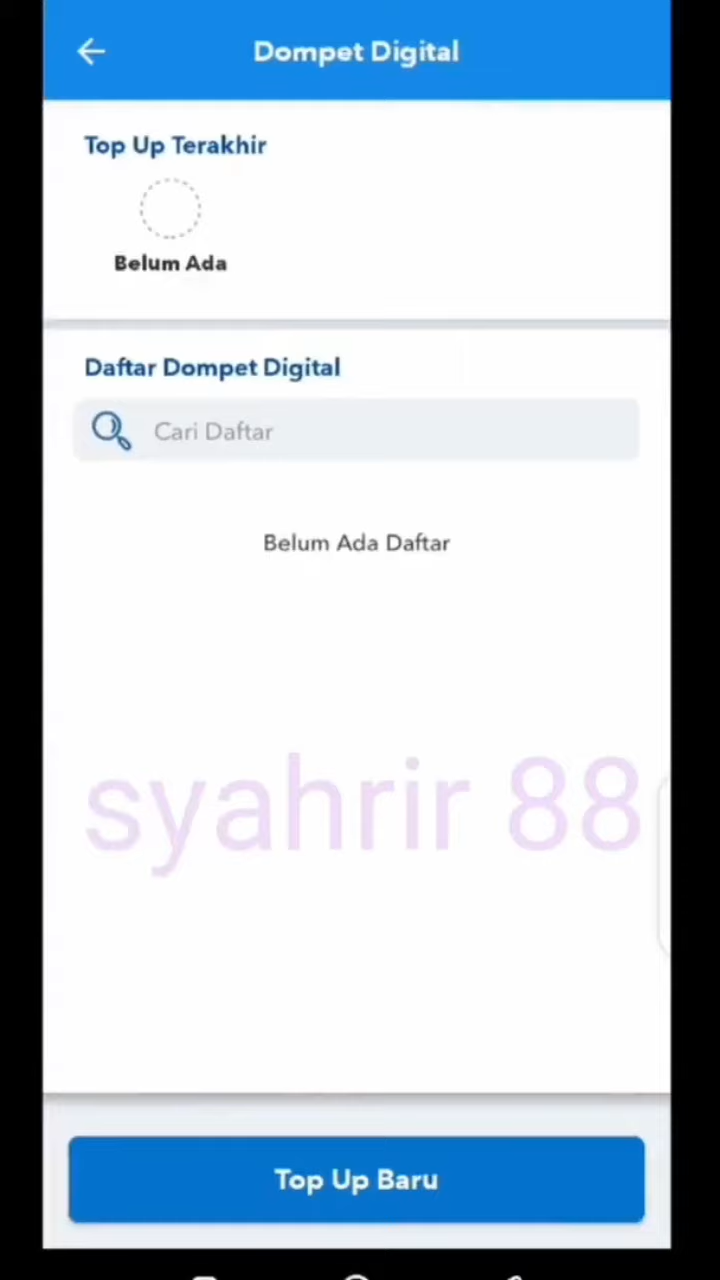 Dompet Digital
Top Up Terakhir
Belum Ada
Daftar Dompet Digital
Cari Daftar
Belum Ada Daftar
syahrir 88
Top Up Baru